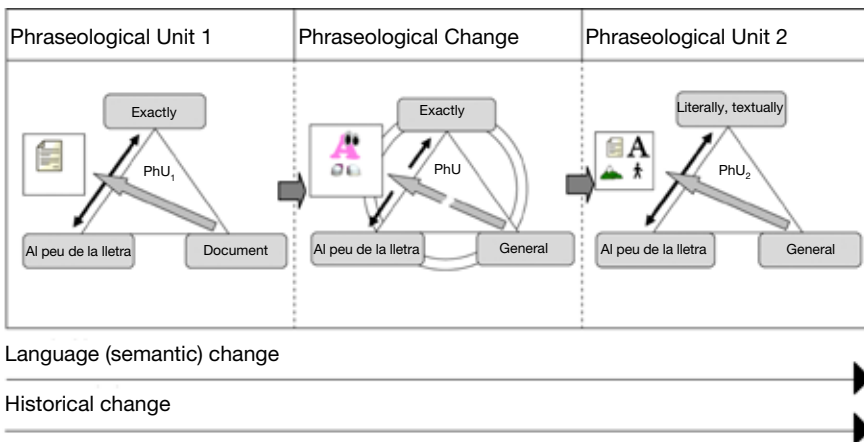 Phraseological Unit 1
Phraseological Change
Phraseological Unit 2
Exactly
PhU1
Al peu de la lletra
Document
Exactly
A
PhU
Al peu de la lletra
General
Literally, textually
A
PhU2
Al peu de la lletra
General
Language (semantic) change
Historical change